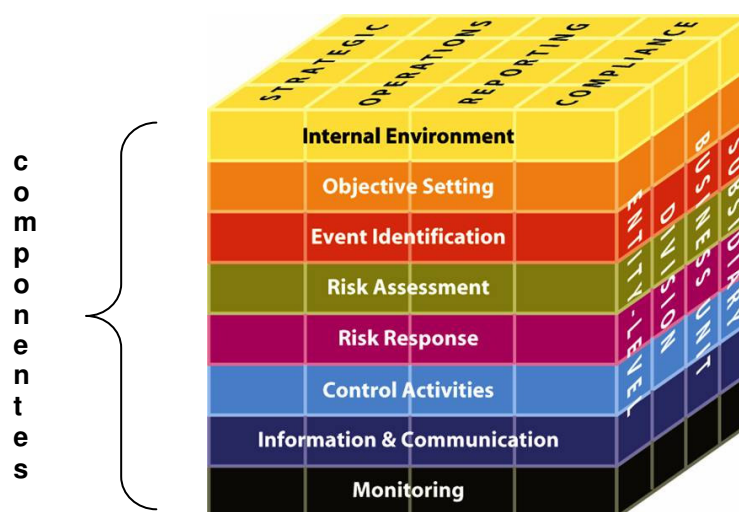 STRATEGIC
OPERATIONS
REPORTING
COMPLIANCE
componentes
Internal Environment
Objective Setting
Event Identification
Risk Assessment
Risk Response
Control Activities
Information & Communication
Monitoring
ENTITY-LEVEL
DIVISION
BUSINESS UNIT
SUBSIDIARY